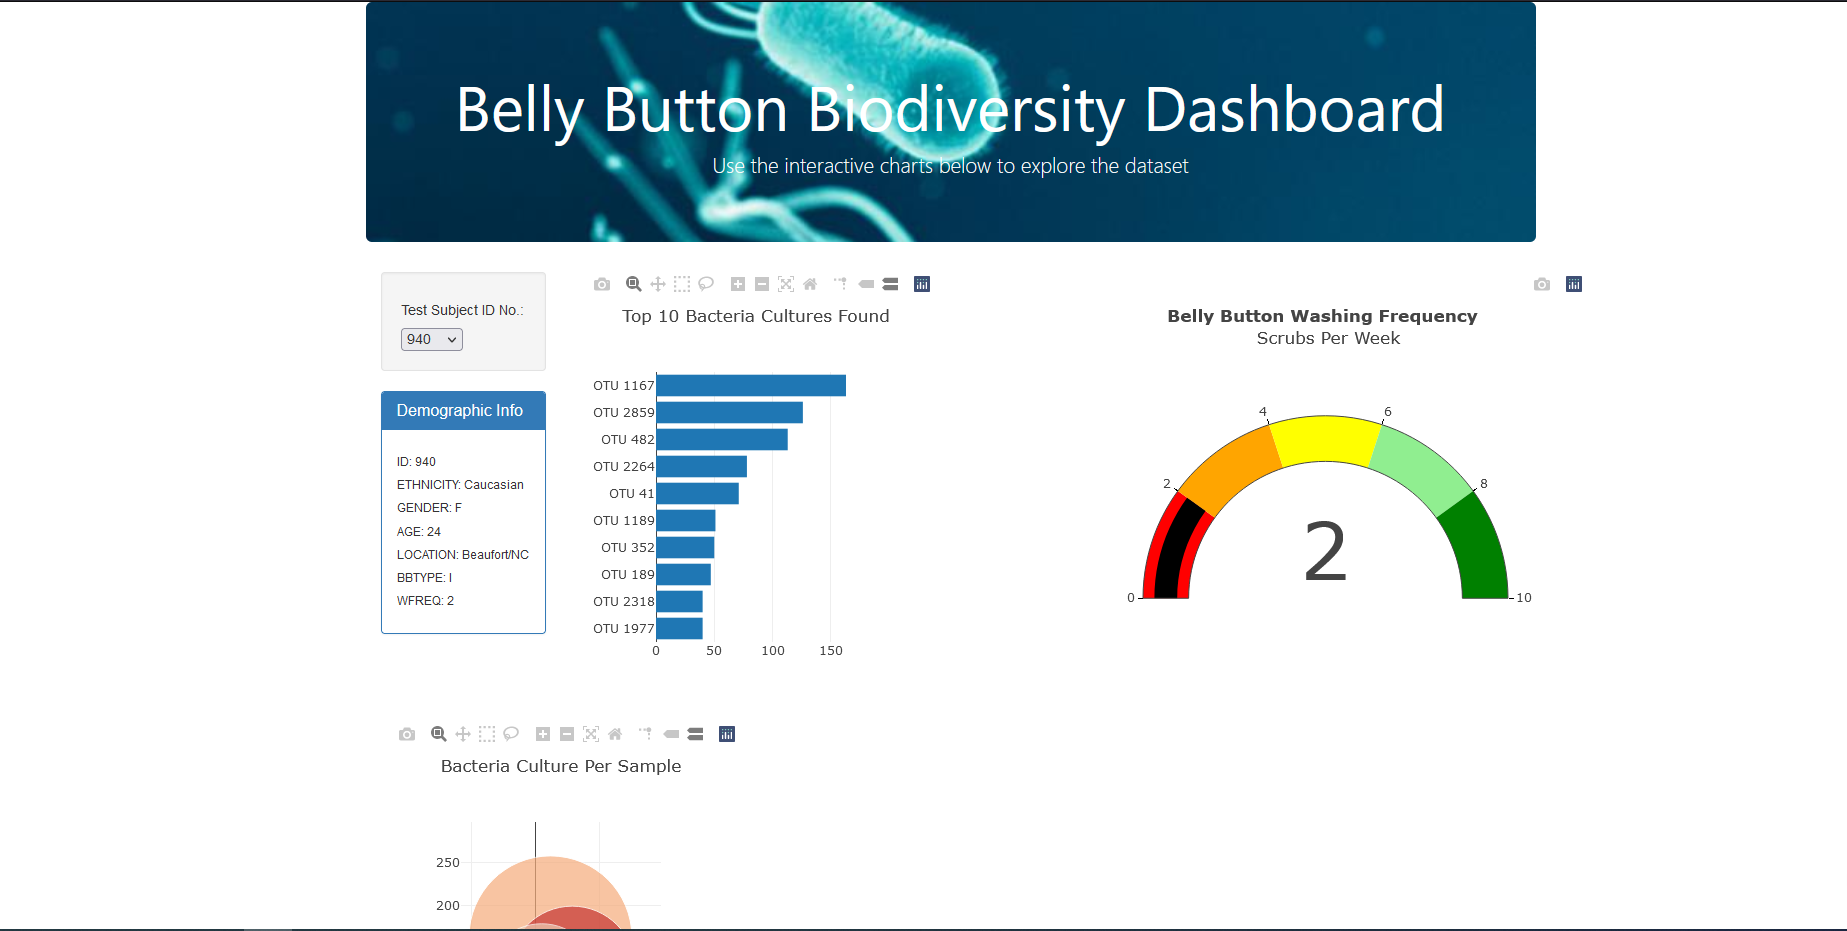 Belly Button Biodiversity Dashboard
Use the interactive charts below to explore the dataset
Test Subject ID No.:
940
Demographic Info
ID: 940
ETHNICITY: Caucasian
GENDER: F
AGE: 24
LOCATION: Beaufort/NC
BBTYPE: I
WFREQ: 2
Top 10 Bacteria Cultures Found
OTU 1167
OTU 2859
OTU 482
OTU 2264
OTU 41
OTU 1189
OTU 352
OTU 189
OTU 2318
OTU 1977
0 50 100 150
Belly Button Washing Frequency
Scrubs Per Week
4 6
2 8
2
0 10
Bacteria Culture Per Sample
250
200